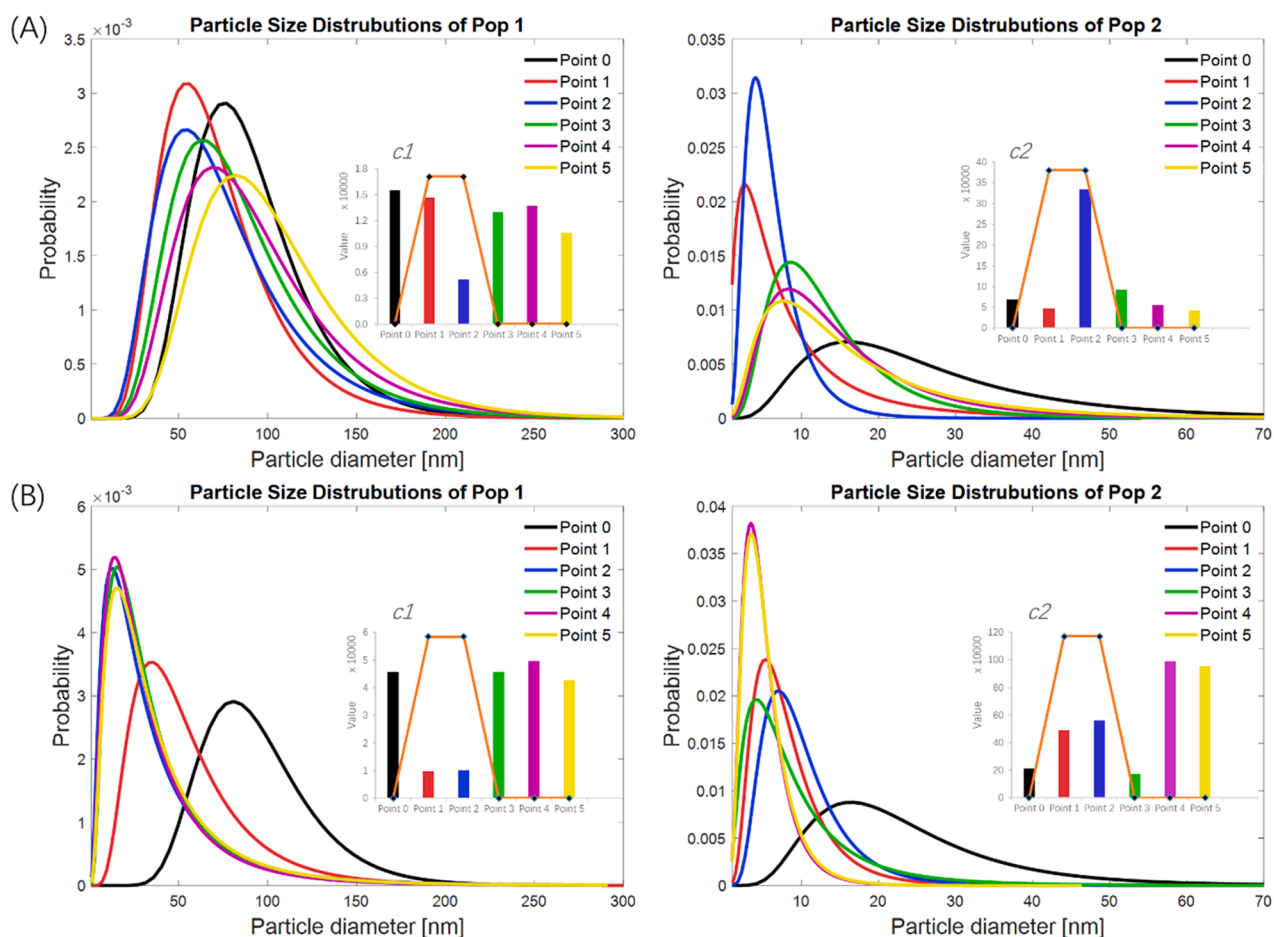 (A)
Particle Size Distrubutions of Pop 1
×10-3
3.5
3
2.5
2
1.5
1
0.5
0
Probability
50
100
150
200
250
300
Particle diameter [nm]
Point 0
Point 1
Point 2
Point 3
Point 4
Point 5
c1
x 10000
Value
1.8
1.5
1.2
0.9
0.6
0.3
0.0
Point 0 Point 1 Point 2 Point 3 Point 4 Point 5
Particle Size Distrubutions of Pop 2
0.035
0.03
0.025
0.02
0.015
0.01
0.005
0
Probability
10
20
30
40
50
60
70
Particle diameter [nm]
Point 0
Point 1
Point 2
Point 3
Point 4
Point 5
c2
x 10000
Value
40
35
30
25
20
15
10
5
0
Point 0 Point 1 Point 2 Point 3 Point 4 Point 5
(B)
Particle Size Distrubutions of Pop 1
×10-3
6
5
4
3
2
1
0
Probability
50
100
150
200
250
300
Particle diameter [nm]
Point 0
Point 1
Point 2
Point 3
Point 4
Point 5
c1
x 10000
Value
6
5
4
3
2
1
0
Point 0 Point 1 Point 2 Point 3 Point 4 Point 5
Particle Size Distrubutions of Pop 2
0.04
0.035
0.03
0.025
0.02
0.015
0.01
0.005
0
Probability
10
20
30
40
50
60
70
Particle diameter [nm]
Point 0
Point 1
Point 2
Point 3
Point 4
Point 5
c2
x 10000
Value
120
100
80
60
40
20
0
Point 0 Point 1 Point 2 Point 3 Point 4 Point 5